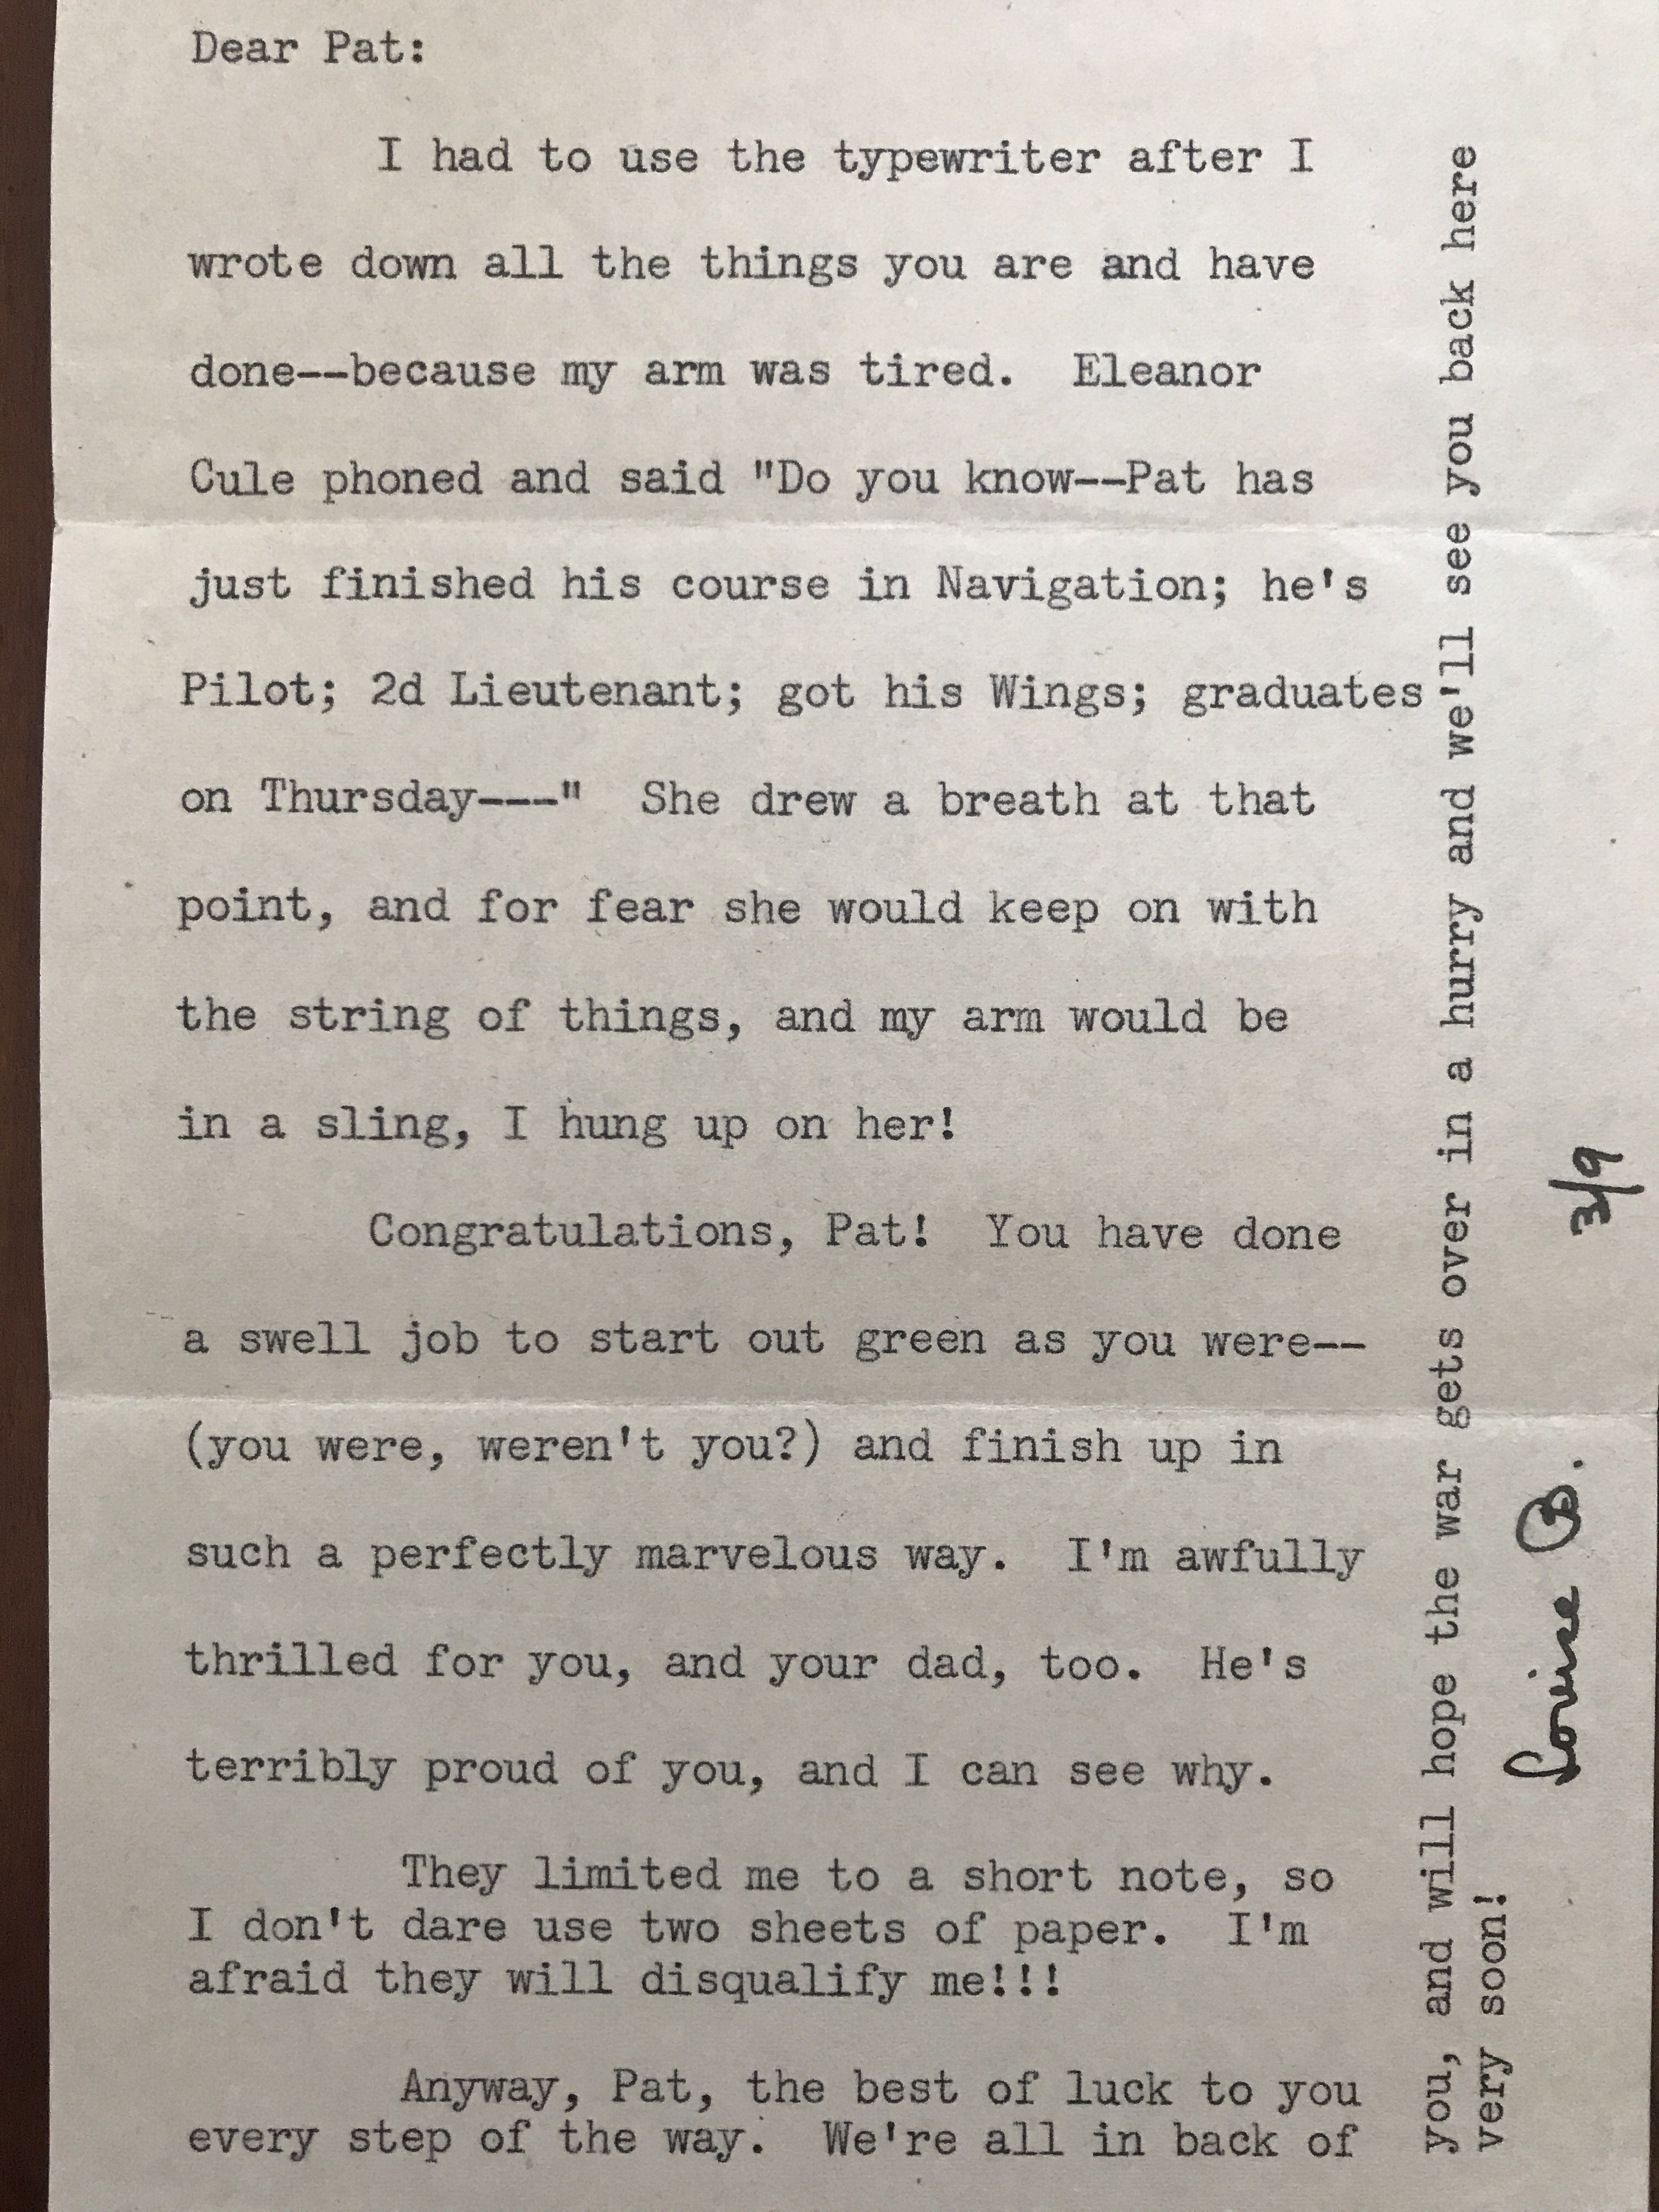 Dear Pat:
I had to use the typewriter after I
wrote down all the things you are and have
done--because my arm was tired. Eleanor
Cule phoned and said "Do you know--Pat has
just finished his course in Navigation; he's
Pilot; 2d Lieutenant; got his Wings; graduates
on Thursday---" She drew a breath at that
point, and for fear she would keep on with
the string of things, and my arm would be
in a sling, I hung up on her!
Congratulations, Pat! You have done
a swell job to start out green as you were--
(you were, weren't you?) and finish up in
such a perfectly marvelous way. I'm awfully
thrilled for you, and your dad, too. He's
terribly proud of you, and I can see why.
They limited me to a short note, so
I don't dare use two sheets of paper. I'm
afraid they will disqualify me!!!
Anyway, Pat, the best of luck to you
every step of the way. We're all in back of
you, and will hope the war gets over in a hurry and we'll see you back here
very soon!
Louise B.
3/9